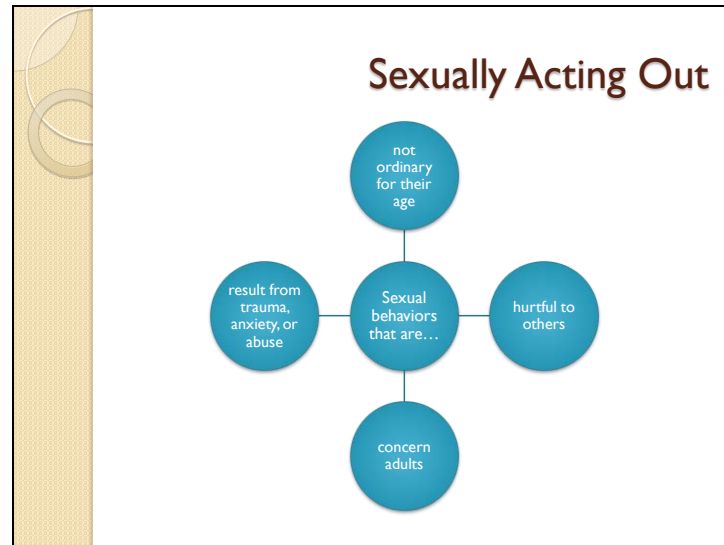 Sexually Acting Out
not
ordinary
for their
age
result from
trauma,
anxiety, or
abuse
Sexual
behaviors
that are…
hurtful to
others
concern
adults